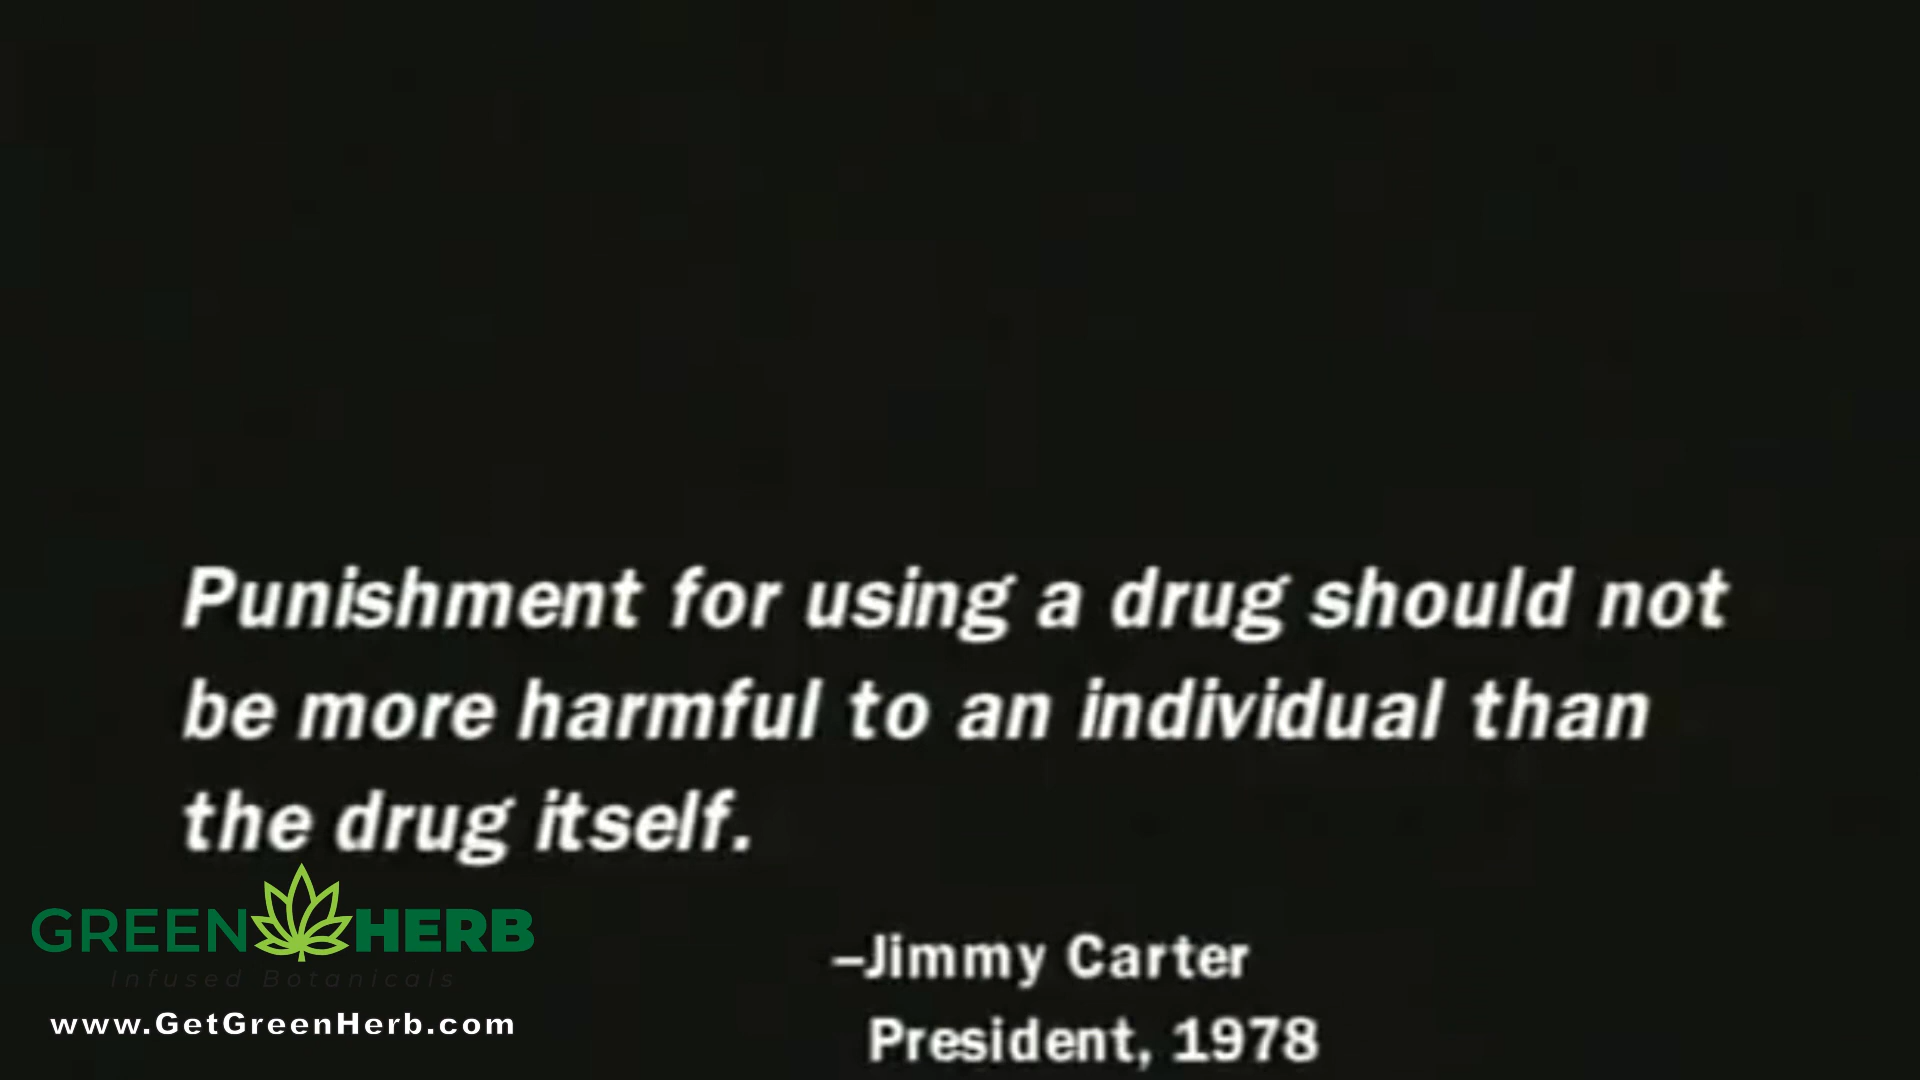 Punishment for using a drug should not
be more harmful to an individual than
the drug itself.
–Jimmy Carter
President, 1978
GREEN HERB
Infused Botanicals
www.GetGreenHerb.com